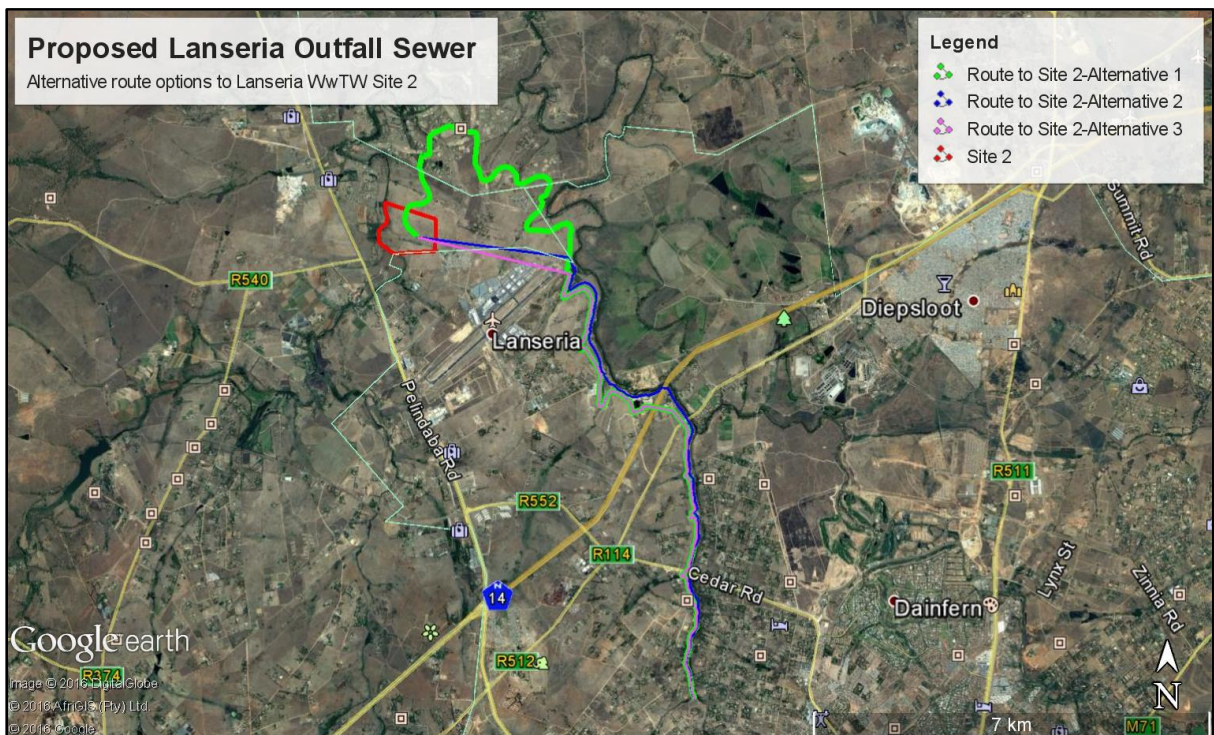 Proposed Lanseria Outfall Sewer
Alternative route options to Lanseria WwTW Site 2
Legend
Route to Site 2-Alternative 1
Route to Site 2-Alternative 2
Route to Site 2-Alternative 3
Site 2
Summit Rd
R540
Diepsloot
Lanseria
Pelindaba Rd
R511
R552
R114
Cedar Rd
Lynx St
Zinnia Rd
N
14
Dainfern
Google earth
R512
R374
Image © 2016 DigitalGlobe
© 2016 AfriGIS (Pty) Ltd.
© 2016 Google
N
7 km
M71